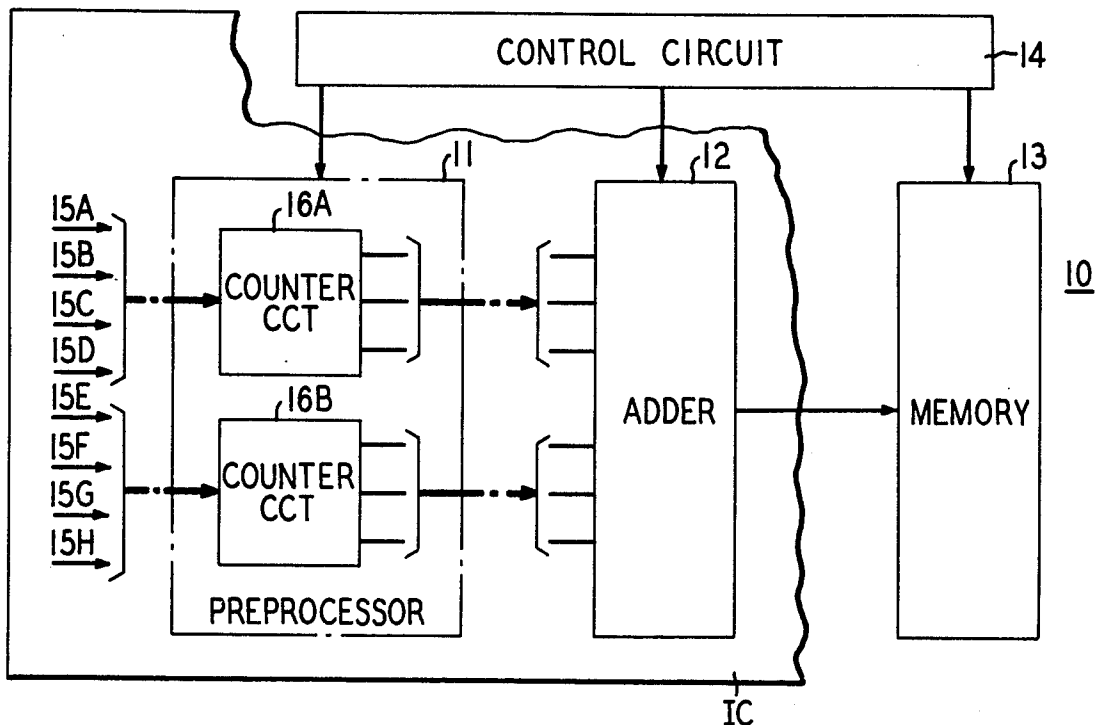 CONTROL CIRCUIT
14
11
12
13
15A
15B
15C
15D
15E
15F
15G
15H
16A
COUNTER
CCT
16B
COUNTER
CCT
PREPROCESSOR
ADDER
MEMORY
10
IC